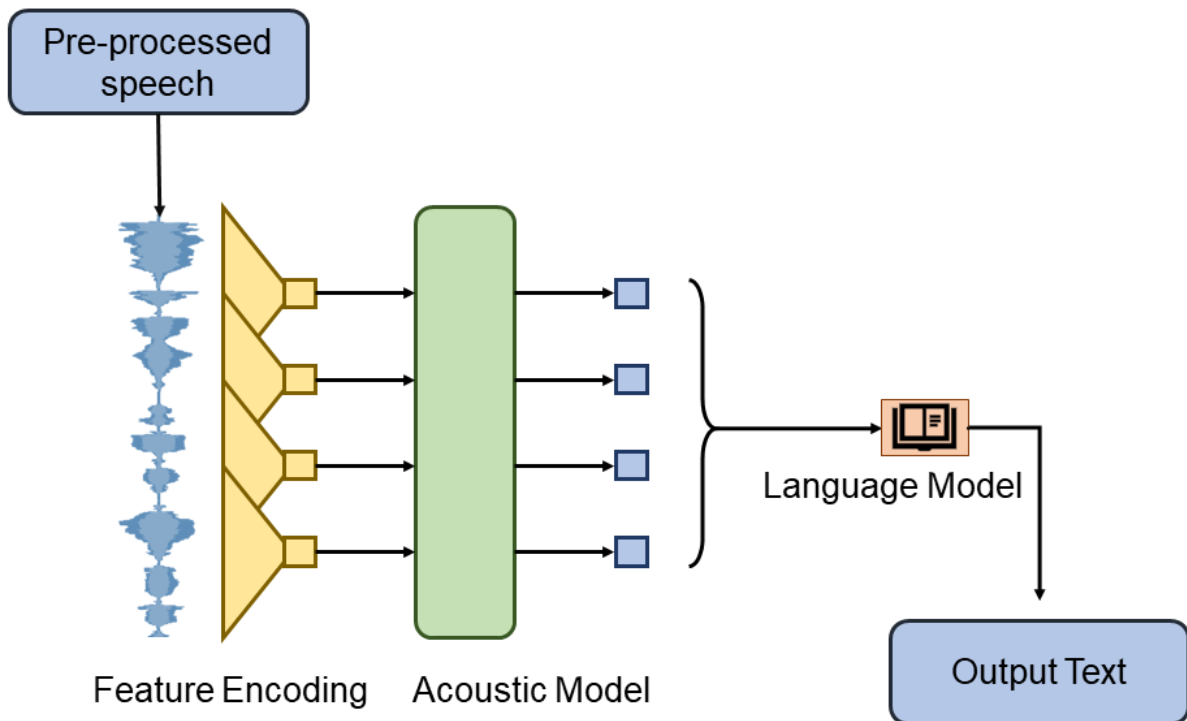 Pre-processed
speech
Language Model
Feature Encoding
Acoustic Model
Output Text